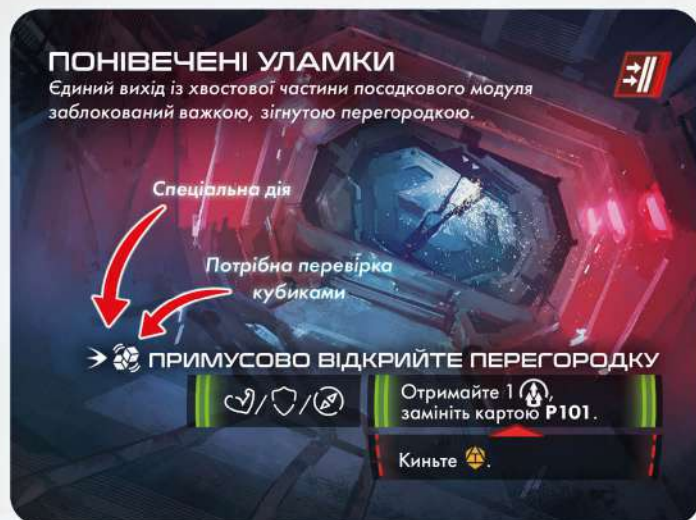 ПОНІВЕЧЕНІ УЛАМКИ
Єдиний вихід із хвостової частини посадкового модуля
заблокований важкою, зігнутою перегородкою.
Спеціальна дія
Потрібна перевірка
кубиками
ПРИМУСОВО ВІДКРИЙТЕ ПЕРЕГОРОДКУ
/ /
Отримайте 1 ,
замініть картою P101.
Киньте .